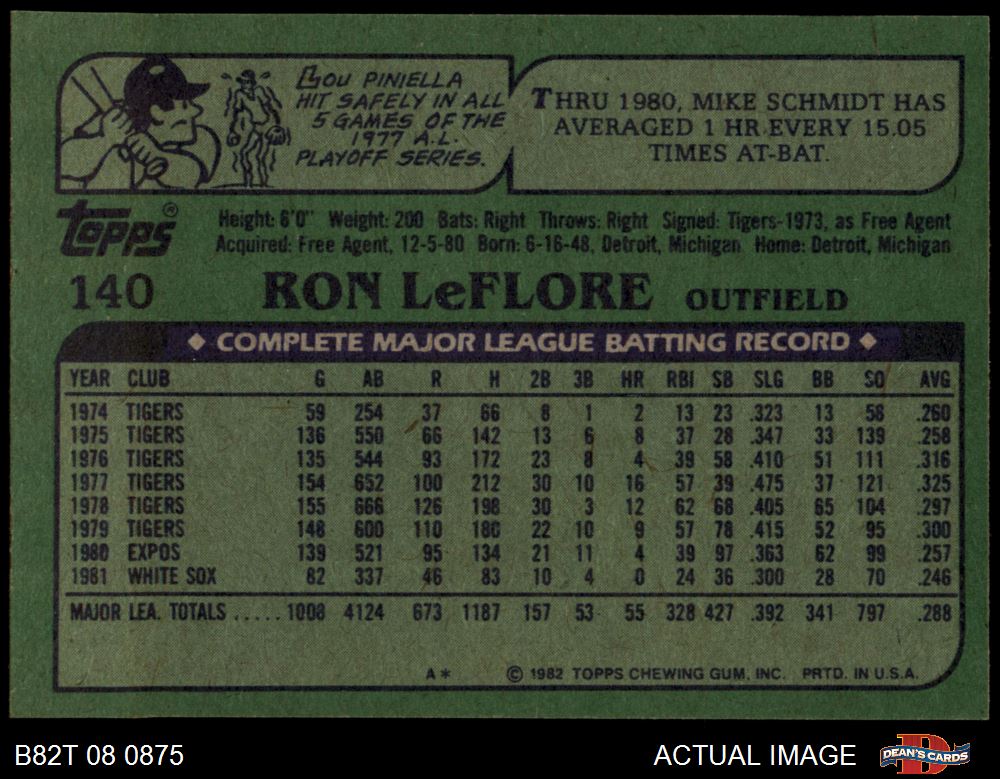 LOU PINIELLA
HIT SAFELY IN ALL
5 GAMES OF THE
1977 A.L.
PLAYOFF SERIES.
THRU 1980, MIKE SCHMIDT HAS
AVERAGED 1 HR EVERY 15.05
TIMES AT-BAT.
Topps®
Height: 6'0" Weight: 200 Bats: Right Throws: Right Signed: Tigers-1973, as Free Agent
Acquired: Free Agent, 12-5-80 Born: 6-16-48, Detroit, Michigan Home: Detroit, Michigan
140 RON LeFLORE OUTFIELD
◆ COMPLETE MAJOR LEAGUE BATTING RECORD ◆
YEAR CLUB G AB R H 2B 3B HR RBI SB SLG BB SO AVG
1974 TIGERS 59 254 37 66 8 1 2 13 23 .323 13 58 .260
1975 TIGERS 136 550 66 142 13 6 8 37 28 .347 33 139 .258
1976 TIGERS 135 544 93 172 23 8 4 39 58 .410 51 111 .316
1977 TIGERS 154 652 100 212 30 10 16 57 39 .475 37 121 .325
1978 TIGERS 155 666 126 198 30 3 12 62 68 .405 65 104 .297
1979 TIGERS 148 600 110 180 22 10 9 57 78 .415 52 95 .300
1980 EXPOS 139 521 95 134 21 11 4 39 97 .363 62 99 .257
1981 WHITE SOX 82 337 46 83 10 4 0 24 36 .300 28 70 .246
MAJOR LEA. TOTALS ..... 1008 4124 673 1187 157 53 55 328 427 .392 341 797 .288
A* © 1982 TOPPS CHEWING GUM, INC. PRTD. IN U.S.A.
B82T 08 0875 ACTUAL IMAGE DEAN'S CARDS